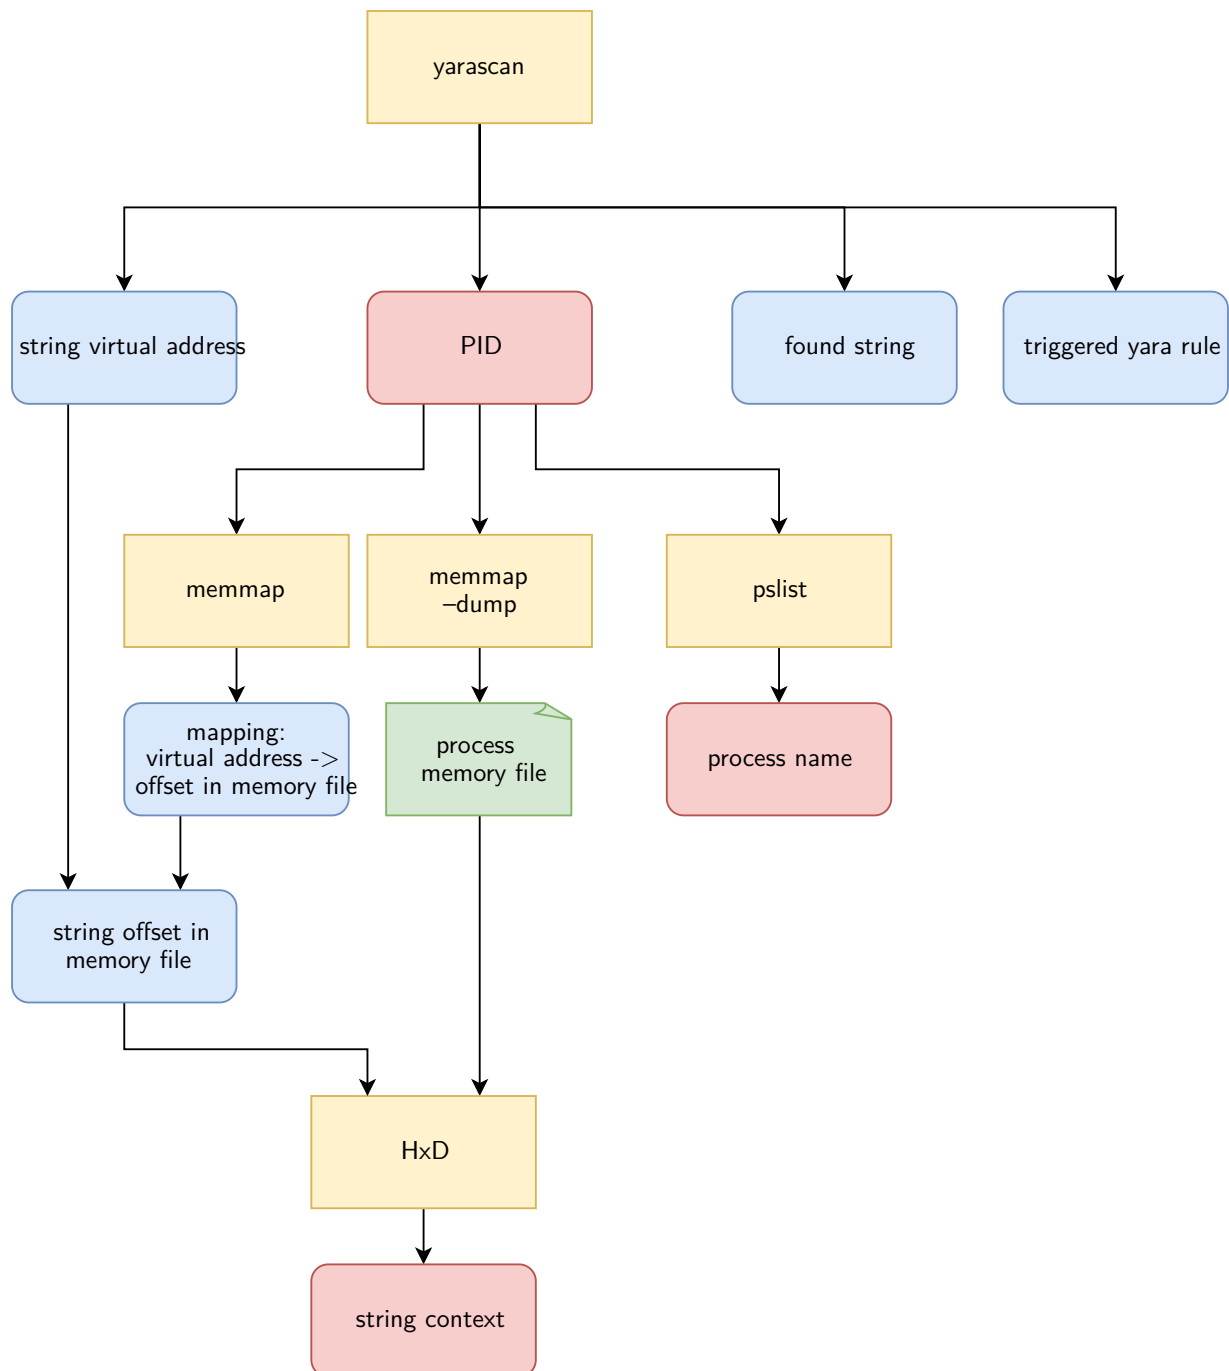 yarascan
string virtual address
PID
found string
triggered yara rule
memmap
memmap
–dump
pslist
mapping:
virtual address ->
offset in memory file
process
memory file
process name
string offset in
memory file
HxD
string context